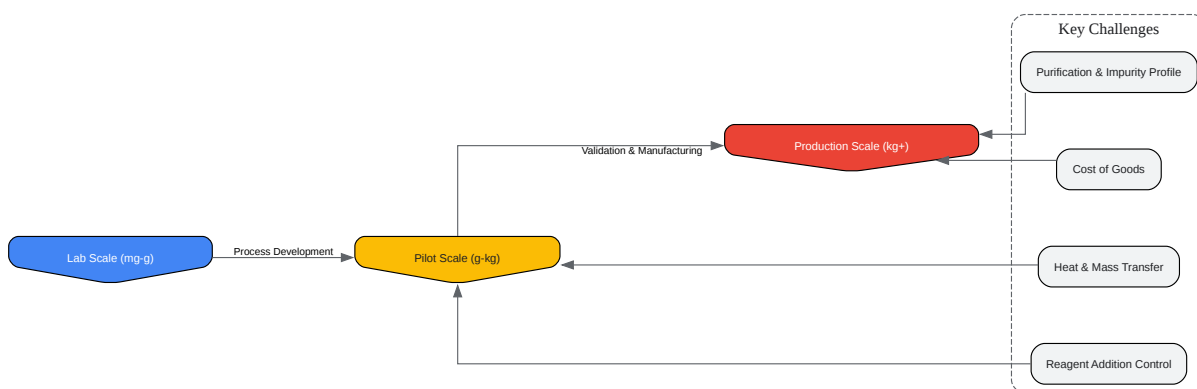 Key Challenges
Purification & Impurity Profile
Production Scale (kg+)
Validation & Manufacturing
Cost of Goods
Lab Scale (mg-g)
Process Development
Pilot Scale (g-kg)
Heat & Mass Transfer
Reagent Addition Control